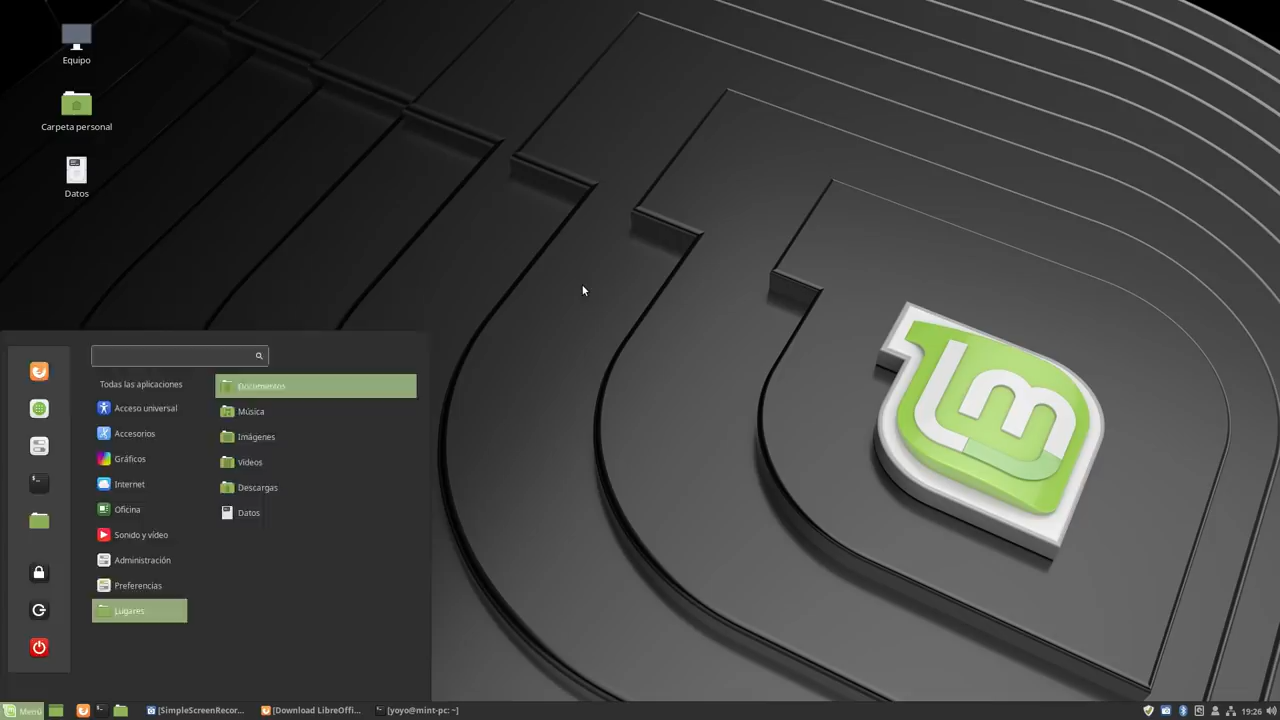 Equipo
Carpeta personal
Datos
Todas las aplicaciones
Acceso universal
Accesorios
Gráficos
Internet
Oficina
Sonido y vídeo
Administración
Preferencias
Lugares
Documentos
Música
Imágenes
Vídeos
Descargas
Datos
lm
Menú
[SimpleScreenRecor...
[Download LibreOffi...
[yoyo@mint-pc: ~]
19:26